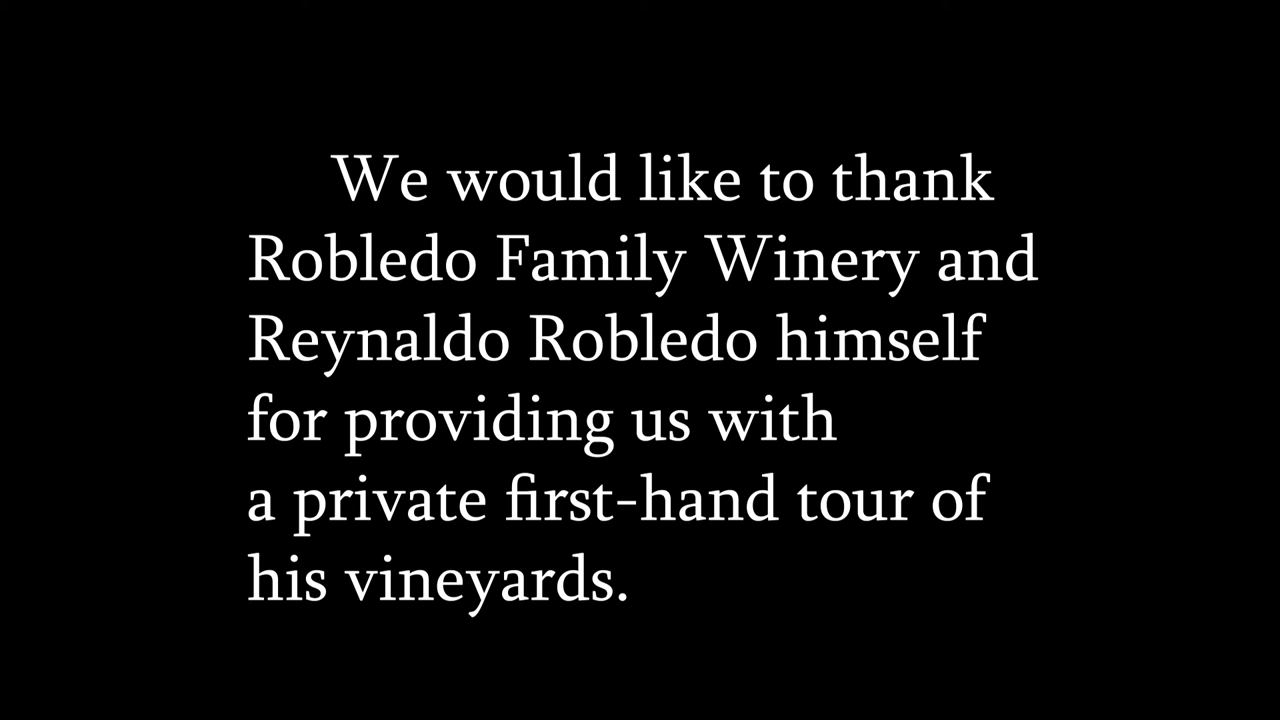 We would like to thank
Robledo Family Winery and
Reynaldo Robledo himself
for providing us with
a private first-hand tour of
his vineyards.